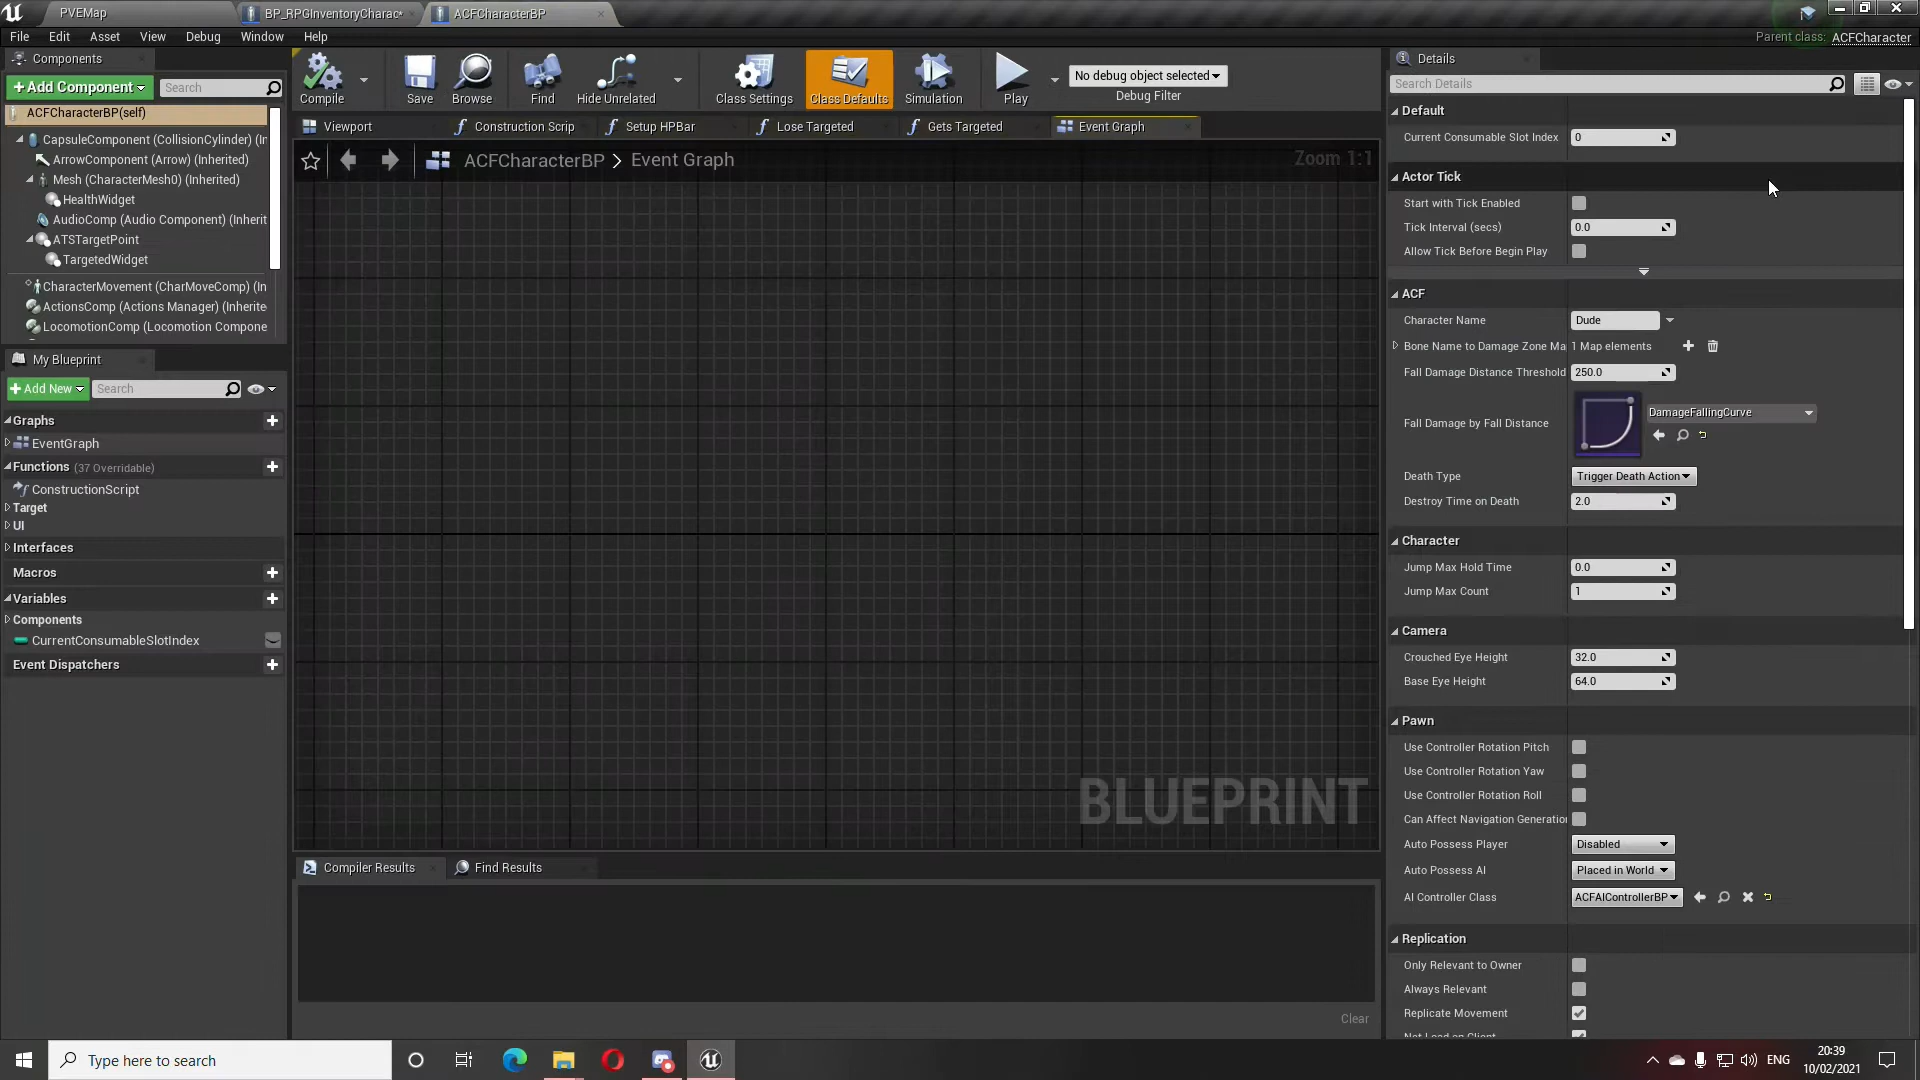 PVEMap
BP_RPGInventoryCharac*
ACFCharacterBP
File Edit Asset View Debug Window Help
Parent class: ACFCharacter
Components
+Add Component
Search
ACFCharacterBP(self)
CapsuleComponent (CollisionCylinder) (In
ArrowComponent (Arrow) (Inherited)
Mesh (CharacterMesh0) (Inherited)
HealthWidget
AudioComp (Audio Component) (Inherit
ATSTargetPoint
TargetedWidget
CharacterMovement (CharMoveComp) (In
ActionsComp (Actions Manager) (Inherite
LocomotionComp (Locomotion Compone
My Blueprint
+Add New
Search
Graphs
EventGraph
Functions (37 Overridable)
ConstructionScript
Target
UI
Interfaces
Macros
Variables
Components
CurrentConsumableSlotIndex
Event Dispatchers
Compile
Save
Browse
Find
Hide Unrelated
Class Settings
Class Defaults
Simulation
Play
No debug object selected
Debug Filter
Viewport
Construction Scrip
Setup HPBar
Lose Targeted
Gets Targeted
Event Graph
ACFCharacterBP > Event Graph
Zoom 1:1
BLUEPRINT
Compiler Results
Find Results
Clear
Details
Search Details
Default
Current Consumable Slot Index 0
Actor Tick
Start with Tick Enabled
Tick Interval (secs) 0.0
Allow Tick Before Begin Play
ACF
Character Name Dude
Bone Name to Damage Zone Ma 1 Map elements
Fall Damage Distance Threshold 250.0
DamageFallingCurve
Fall Damage by Fall Distance
Death Type Trigger Death Action
Destroy Time on Death 2.0
Character
Jump Max Hold Time 0.0
Jump Max Count 1
Camera
Crouched Eye Height 32.0
Base Eye Height 64.0
Pawn
Use Controller Rotation Pitch
Use Controller Rotation Yaw
Use Controller Rotation Roll
Can Affect Navigation Generation
Auto Possess Player Disabled
Auto Possess AI Placed in World
AI Controller Class ACFAIControllerBP
Replication
Only Relevant to Owner
Always Relevant
Replicate Movement
Net Load on Client
Type here to search
ENG
20:39
10/02/2021